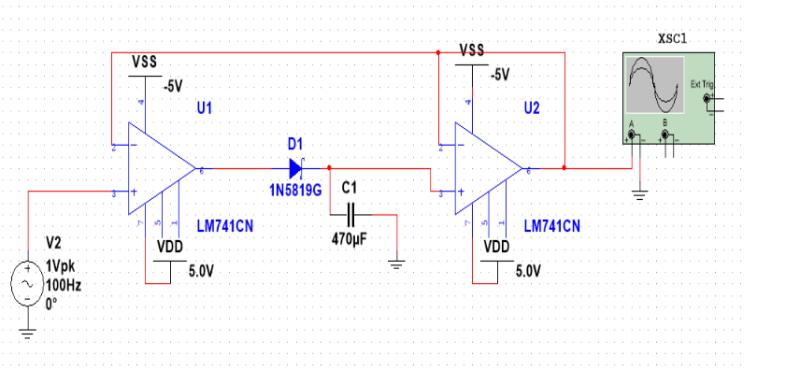 XSC1
VSS
-5V
VSS
-5V
Ext Trig
+
A
B
+
+
4
4
U1
U2
2
2
D1
6
6
3
+
3
+
1N5819G
C1
7
5
1
7
5
1
LM741CN
LM741CN
470µF
V2
VDD
VDD
1Vpk
5.0V
5.0V
100Hz
0°